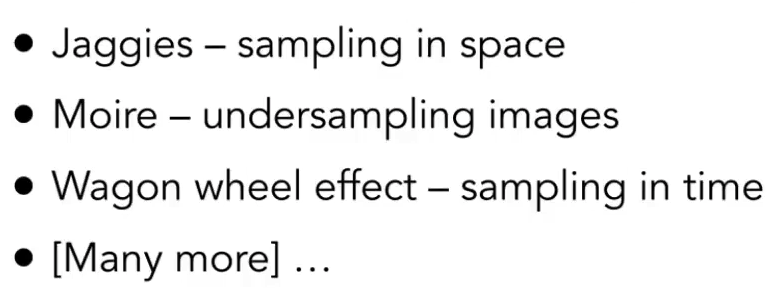 • Jaggies – sampling in space
• Moire – undersampling images
• Wagon wheel effect – sampling in time
• [Many more] …